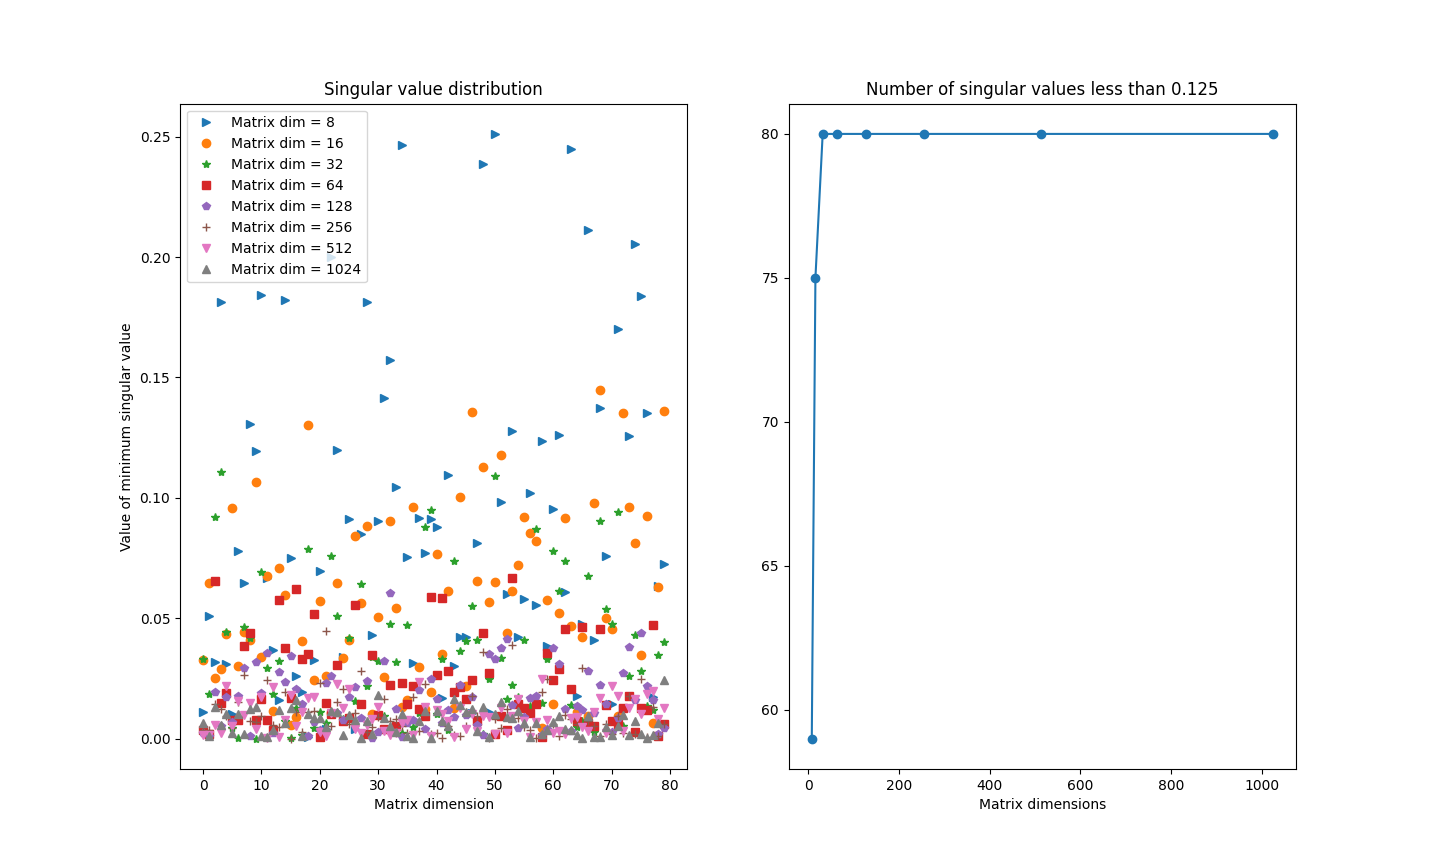 Singular value distribution
Matrix dim = 8
Matrix dim = 16
Matrix dim = 32
Matrix dim = 64
Matrix dim = 128
Matrix dim = 256
Matrix dim = 512
Matrix dim = 1024
Value of minimum singular value
0.25
0.20
0.15
0.10
0.05
0.00
0 10 20 30 40 50 60 70 80
Matrix dimension
Number of singular values less than 0.125
80
75
70
65
60
0 200 400 600 800 1000
Matrix dimensions